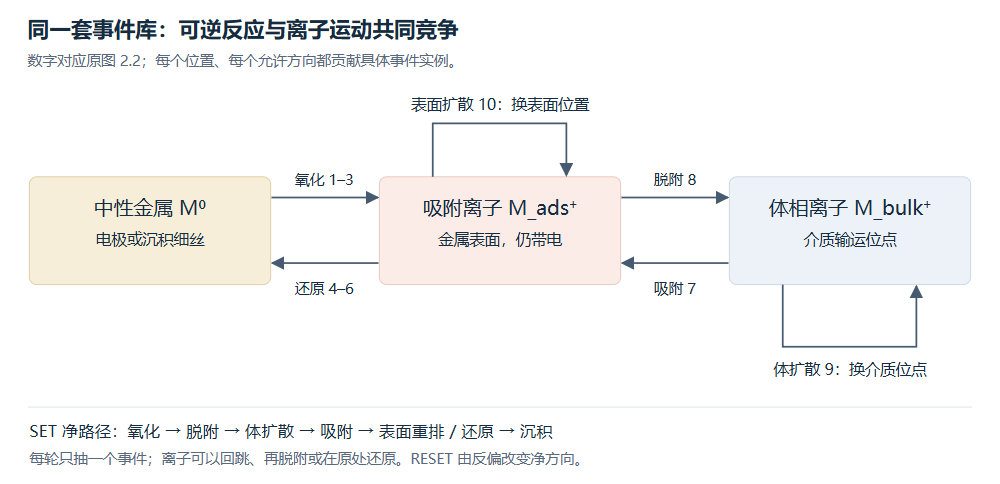 同一套事件库：可逆反应与离子运动共同竞争
数字对应原图 2.2；每个位置、每个允许方向都贡献具体事件实例。
表面扩散 10：换表面位置
氧化 1–3
脱附 8
中性金属 M⁰
电极或沉积细丝
吸附离子 M_ads⁺
金属表面，仍带电
体相离子 M_bulk⁺
介质输运位点
还原 4–6
吸附 7
体扩散 9：换介质位点
SET 净路径：氧化 → 脱附 → 体扩散 → 吸附 → 表面重排 / 还原 → 沉积
每轮只抽一个事件；离子可以回跳、再脱附或在原处还原。RESET 由反偏改变净方向。